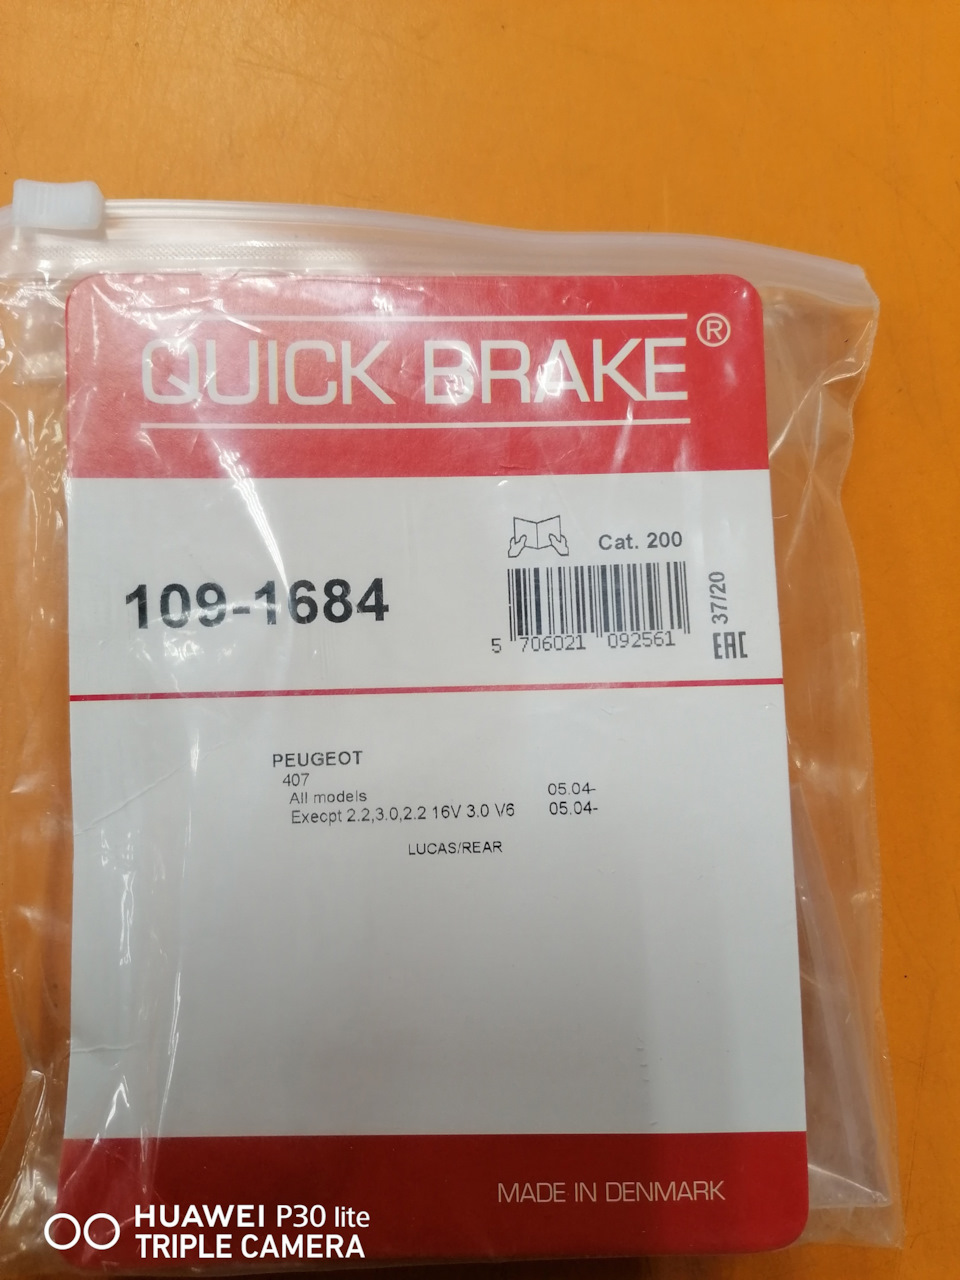 QUICK BRAKE®
Cat. 200
109-1684
37/20
5 706021 092561
EAC
PEUGEOT
407
All models 05.04-
Execpt 2.2,3.0,2.2 16V 3.0 V6 05.04-
LUCAS/REAR
MADE IN DENMARK
HUAWEI P30 lite
TRIPLE CAMERA